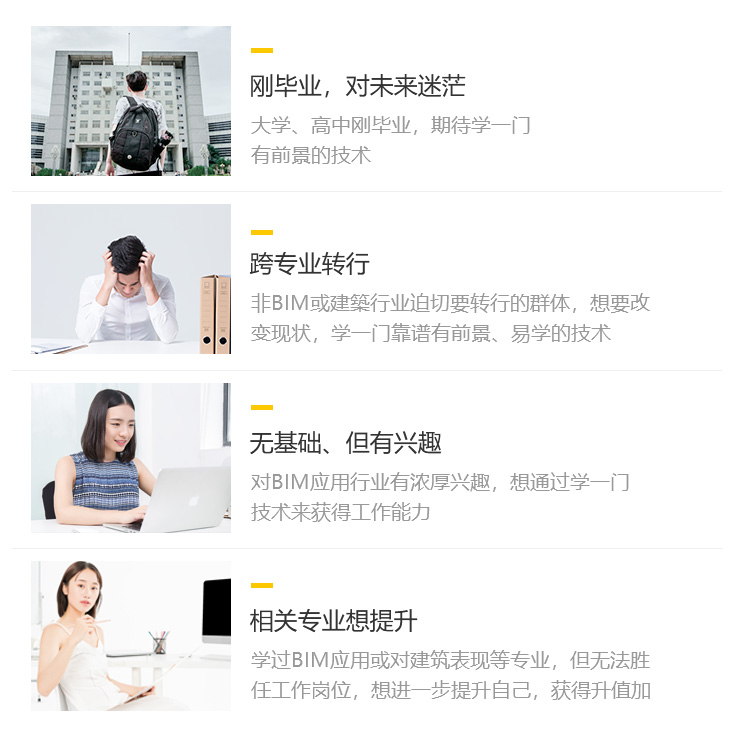 刚毕业，对未来迷茫
大学、高中刚毕业，期待学一门
有前景的技术
跨专业转行
非BIM或建築行业迫切要转行的群体，想要改
变现状，学一门靠谱有前景、易学的技术
无基础、但有兴趣
对BIM应用行业有浓厚兴趣，想通过学一门
技术来获得工作能力
相关专业想提升
学过BIM应用或对建筑表现等专业，但无法胜
任工作岗位，想进一步提升自己，获得升值加